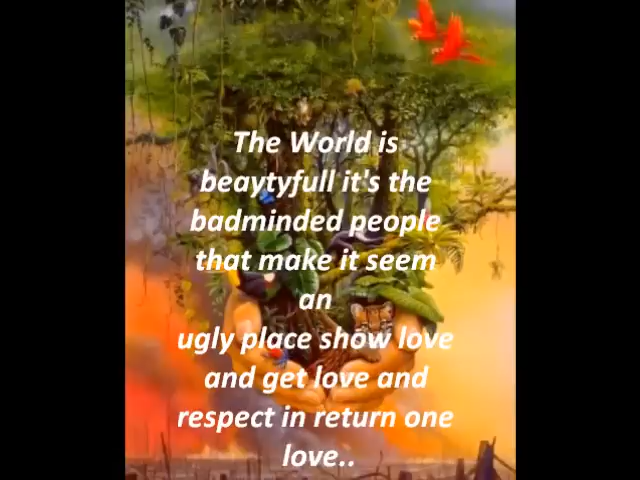 The World is
beaytyfull it's the
badminded people
that make it seem
an
ugly place show love
and get love and
respect in return one
love..